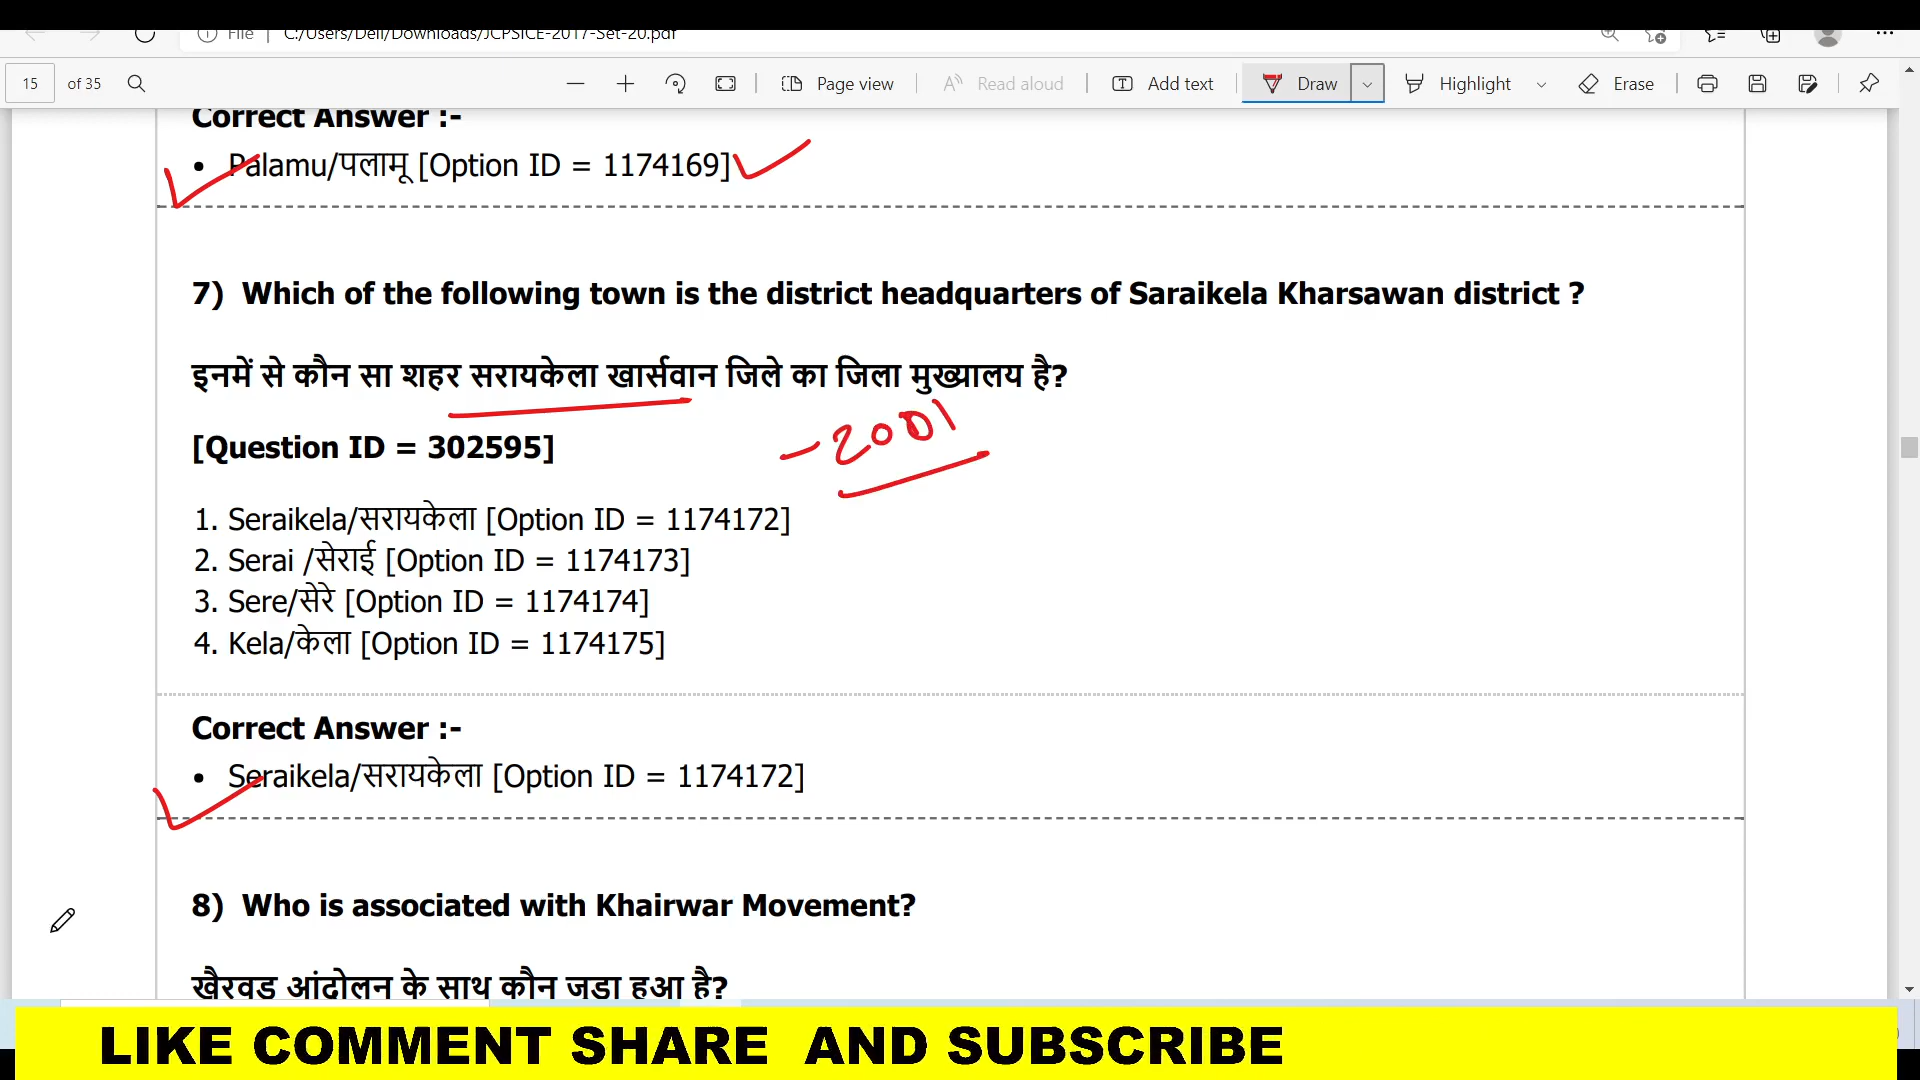 File | C:/Users/Dell/Downloads/JCPSICE-2017-Set-20.pdf
15 of 35 Page view Read aloud Add text Draw Highlight Erase
Correct Answer :-
• Palamu/पलामू [Option ID = 1174169]
7) Which of the following town is the district headquarters of Saraikela Kharsawan district ?
इनमें से कौन सा शहर सरायकेला खार्सवान जिले का जिला मुख्यालय है?
- 2001
[Question ID = 302595]
1. Seraikela/सरायकेला [Option ID = 1174172]
2. Serai /सेराई [Option ID = 1174173]
3. Sere/सेरे [Option ID = 1174174]
4. Kela/केला [Option ID = 1174175]
Correct Answer :-
• Seraikela/सरायकेला [Option ID = 1174172]
8) Who is associated with Khairwar Movement?
खैरवड आंदोलन के साथ कौन जुडा हुआ है?
LIKE COMMENT SHARE AND SUBSCRIBE